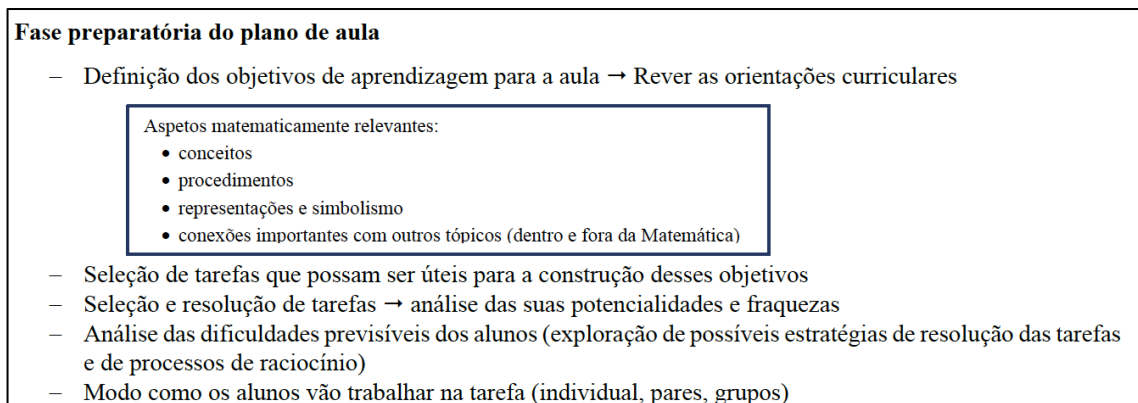 Fase preparatória do plano de aula
– Definição dos objetivos de aprendizagem para a aula → Rever as orientações curriculares
Aspetos matematicamente relevantes:
• conceitos
• procedimentos
• representações e simbolismo
• conexões importantes com outros tópicos (dentro e fora da Matemática)
– Seleção de tarefas que possam ser úteis para a construção desses objetivos
– Seleção e resolução de tarefas → análise das suas potencialidades e fraquezas
– Análise das dificuldades previsíveis dos alunos (exploração de possíveis estratégias de resolução das tarefas
e de processos de raciocínio)
– Modo como os alunos vão trabalhar na tarefa (individual, pares, grupos)